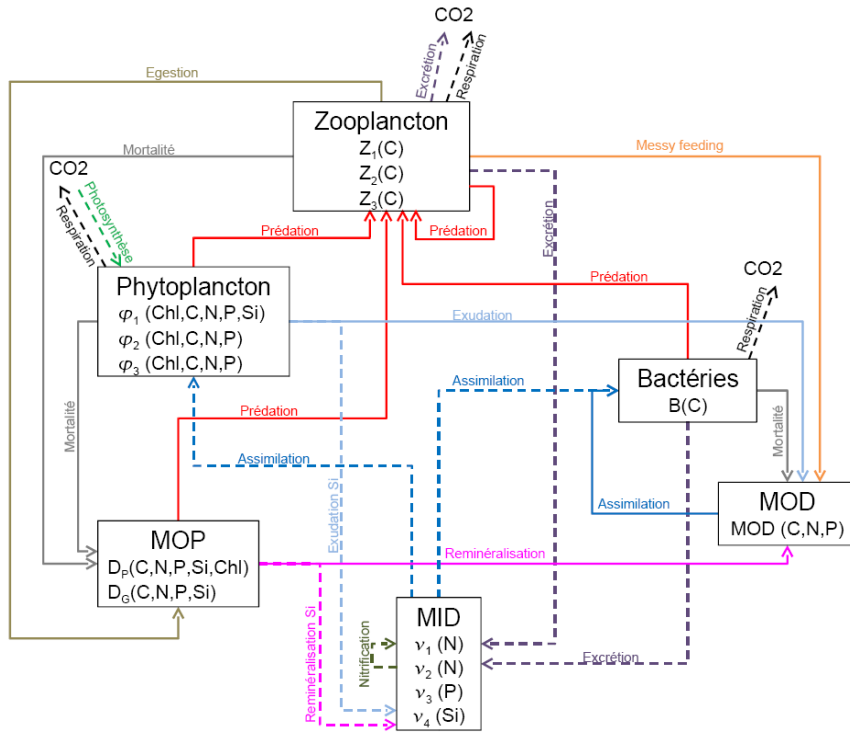 CO2
Excrétion
Respiration
Egestion
Zooplancton
Z1(C)
Z2(C)
Z3(C)
Mortalité
Messy feeding
CO2
Photosynthèse
Respiration
Prédation
Prédation
Excrétion
Prédation
CO2
Respiration
Phytoplancton
φ1 (Chl,C,N,P,Si)
φ2 (Chl,C,N,P)
φ3 (Chl,C,N,P)
Exudation
Assimilation
Bactéries
B(C)
Mortalité
Prédation
Mortalité
Assimilation
Exudation Si
Assimilation
MOD
MOD (C,N,P)
MOP
DP(C,N,P,Si,Chl)
DG(C,N,P,Si)
Reminéralisation
Reminéralisation Si
MID
ν1 (N)
ν2 (N)
ν3 (P)
ν4 (Si)
Nitrification
Excrétion